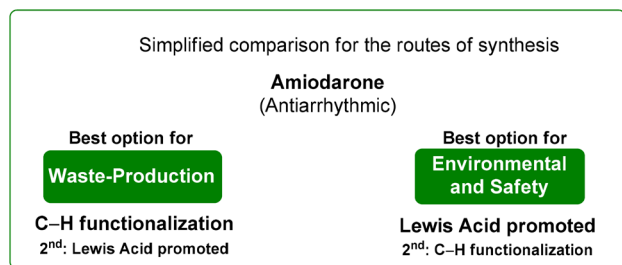 Simplified comparison for the routes of synthesis
Amiodarone
(Antiarrhythmic)
Best option for
Waste-Production
C–H functionalization
2nd: Lewis Acid promoted
Best option for
Environmental
and Safety
Lewis Acid promoted
2nd: C–H functionalization